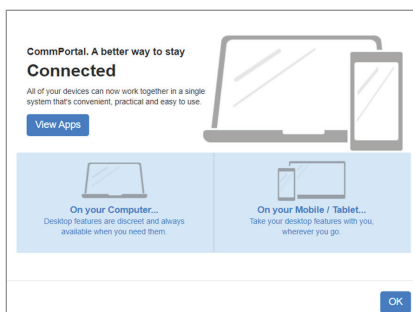 CommPortal. A better way to stay
Connected
All of your devices can now work together in a single
system that's convenient, practical and easy to use.
View Apps
On your Computer...
Desktop features are discreet and always
available when you need them.
On your Mobile / Tablet...
Take your desktop features with you,
wherever you go.
OK